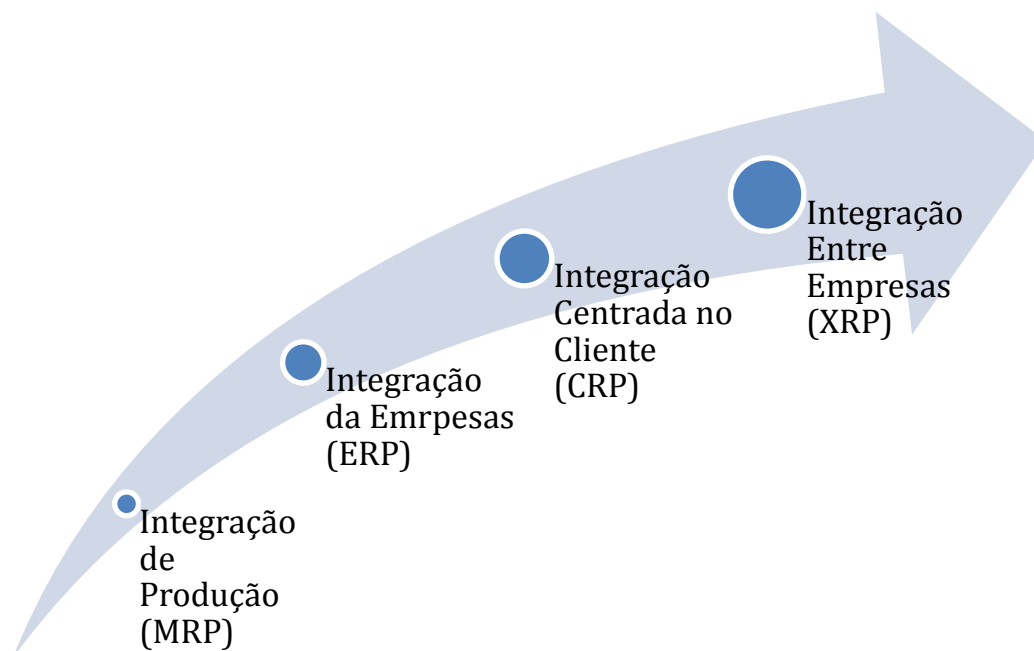 Integração
de
Produção
(MRP)
Integração
da Emrpesas
(ERP)
Integração
Centrada no
Cliente
(CRP)
Integração
Entre
Empresas
(XRP)